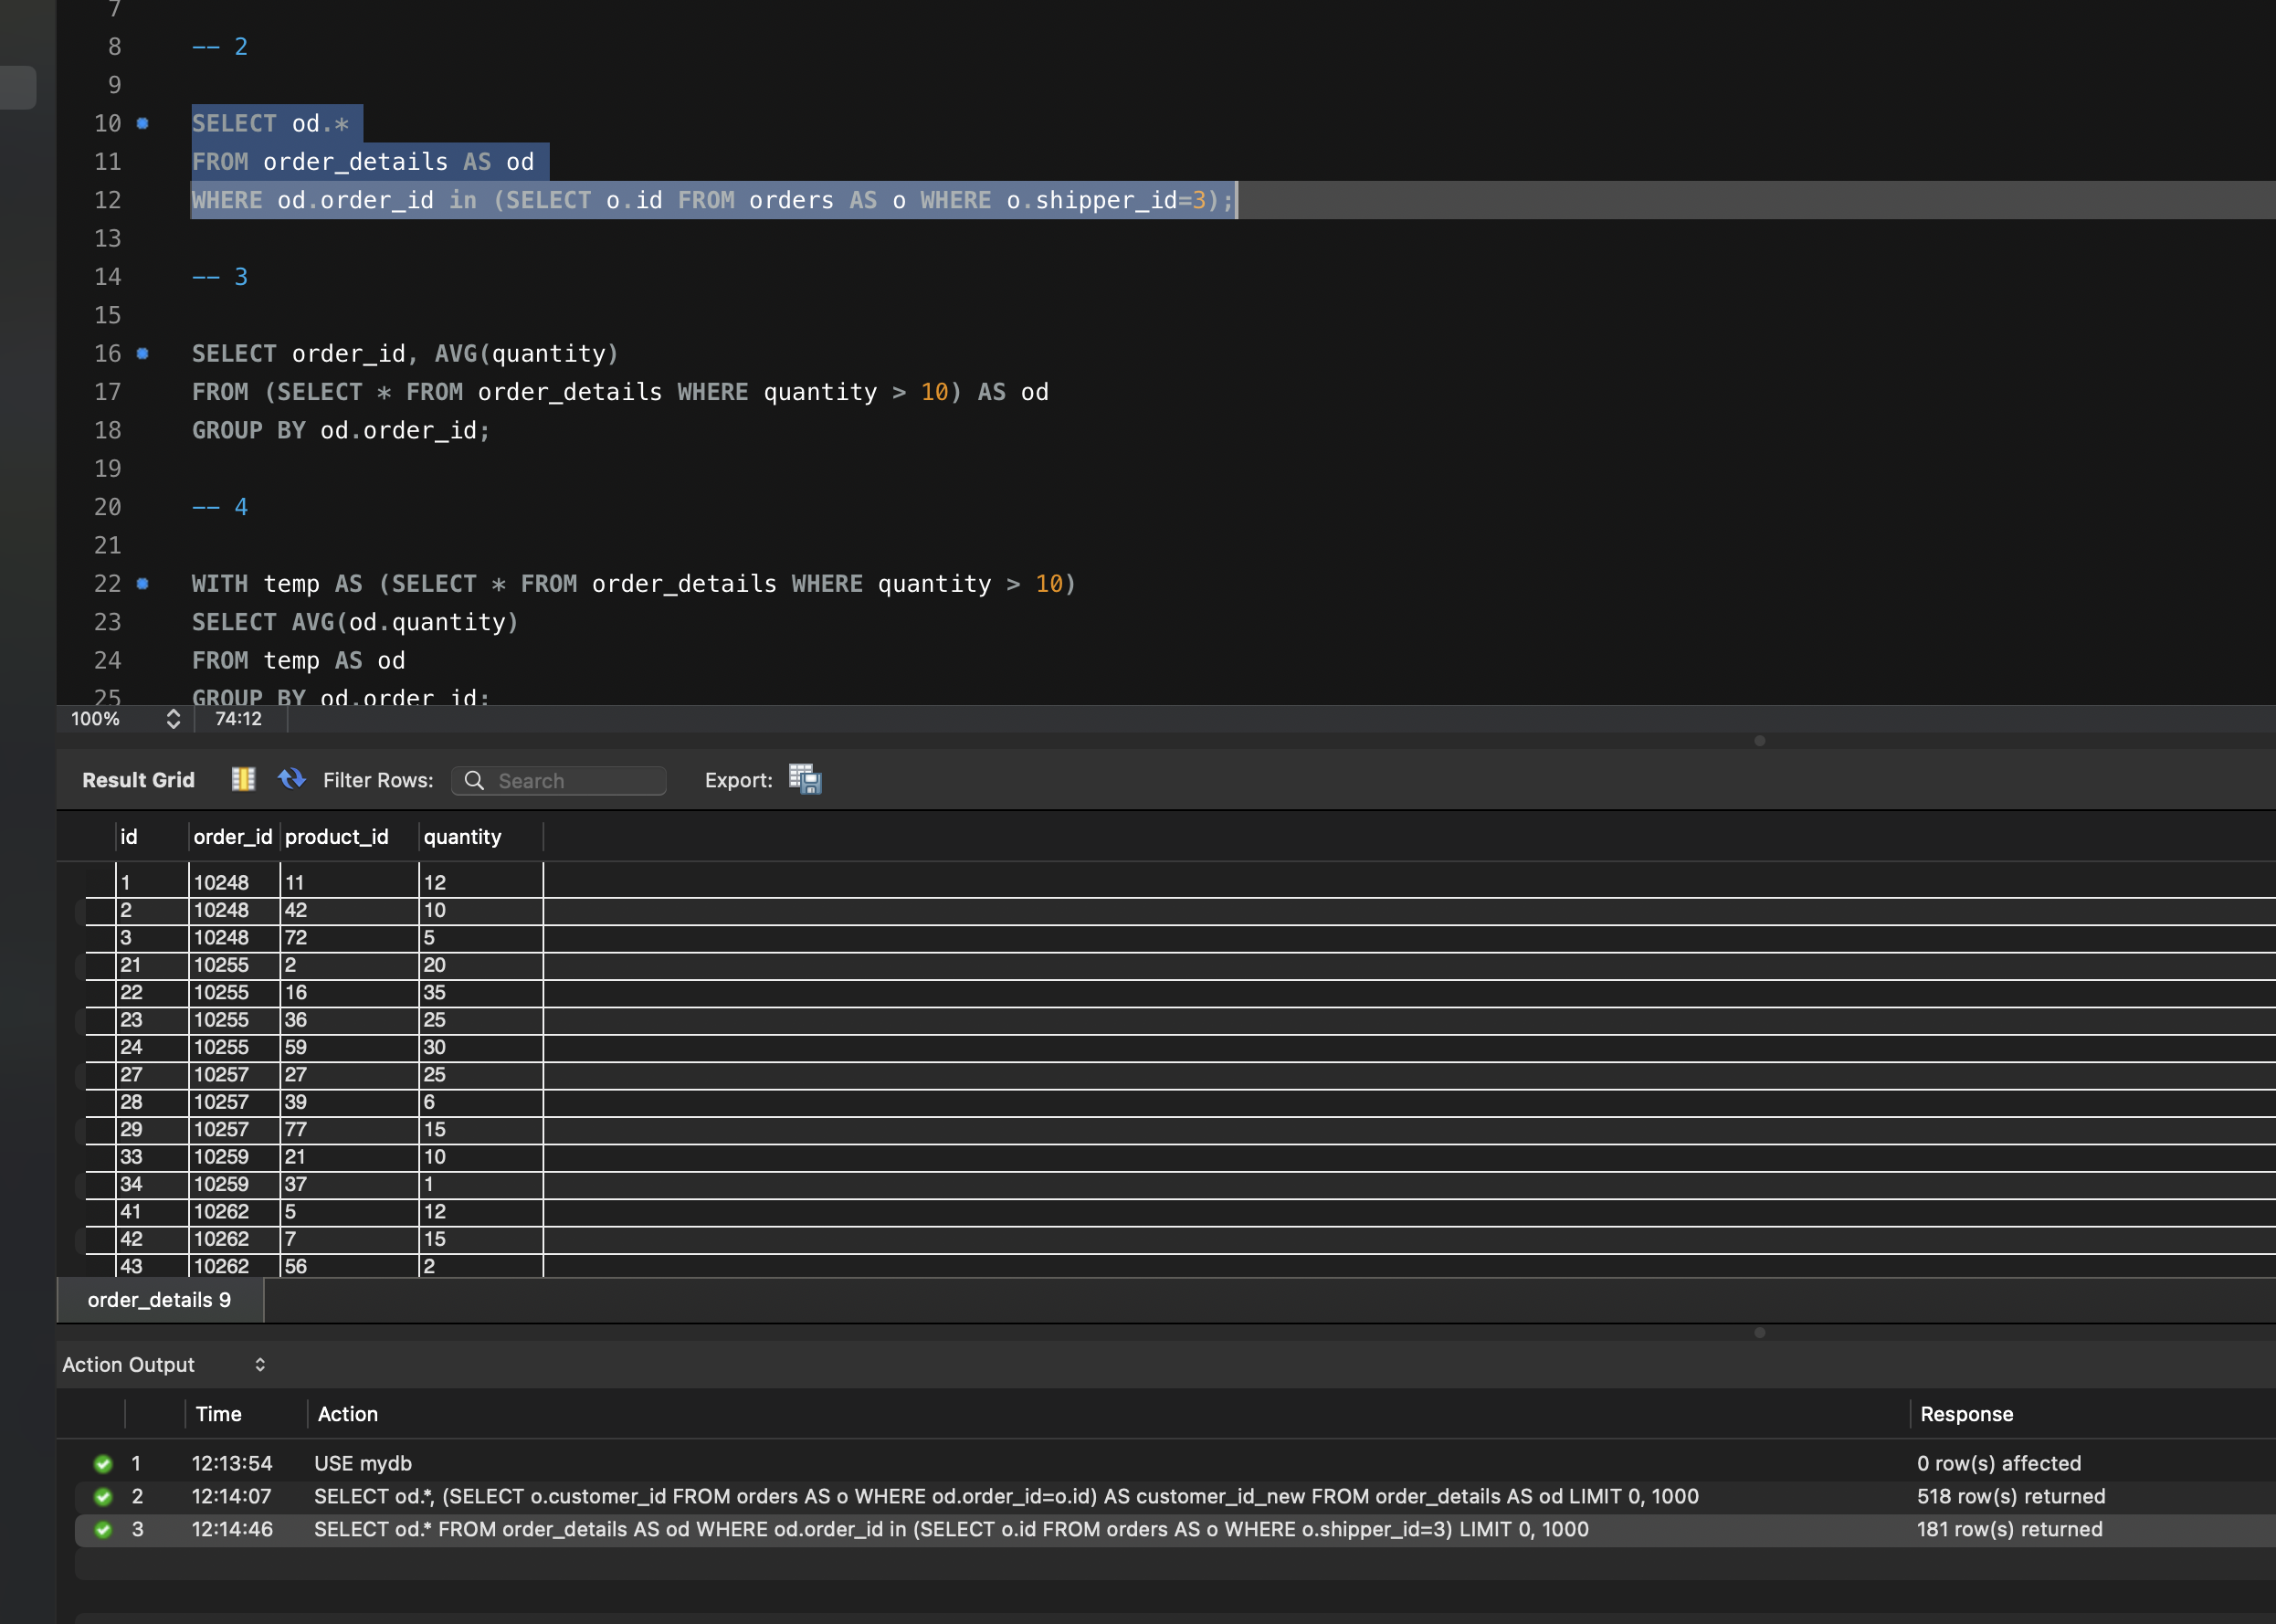 7
8 -- 2
9
10 SELECT od.*
11 FROM order_details AS od
12 WHERE od.order_id in (SELECT o.id FROM orders AS o WHERE o.shipper_id=3);
13
14 -- 3
15
16 SELECT order_id, AVG(quantity)
17 FROM (SELECT * FROM order_details WHERE quantity > 10) AS od
18 GROUP BY od.order_id;
19
20 -- 4
21
22 WITH temp AS (SELECT * FROM order_details WHERE quantity > 10)
23 SELECT AVG(od.quantity)
24 FROM temp AS od
25 GROUP BY od.order_id;
100% 74:12
Result Grid Filter Rows: Search Export:
id order_id product_id quantity
1 10248 11 12
2 10248 42 10
3 10248 72 5
21 10255 2 20
22 10255 16 35
23 10255 36 25
24 10255 59 30
27 10257 27 25
28 10257 39 6
29 10257 77 15
33 10259 21 10
34 10259 37 1
41 10262 5 12
42 10262 7 15
43 10262 56 2
order_details 9
Action Output
Time Action Response
1 12:13:54 USE mydb 0 row(s) affected
2 12:14:07 SELECT od.*, (SELECT o.customer_id FROM orders AS o WHERE od.order_id=o.id) AS customer_id_new FROM order_details AS od LIMIT 0, 1000 518 row(s) returned
3 12:14:46 SELECT od.* FROM order_details AS od WHERE od.order_id in (SELECT o.id FROM orders AS o WHERE o.shipper_id=3) LIMIT 0, 1000 181 row(s) returned